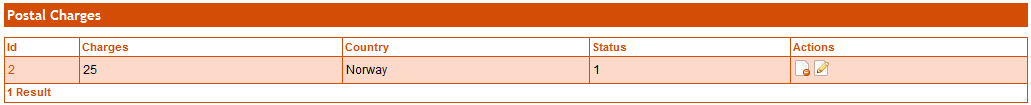 Postal Charges
Id Charges Country Status Actions
2 25 Norway 1
1 Result